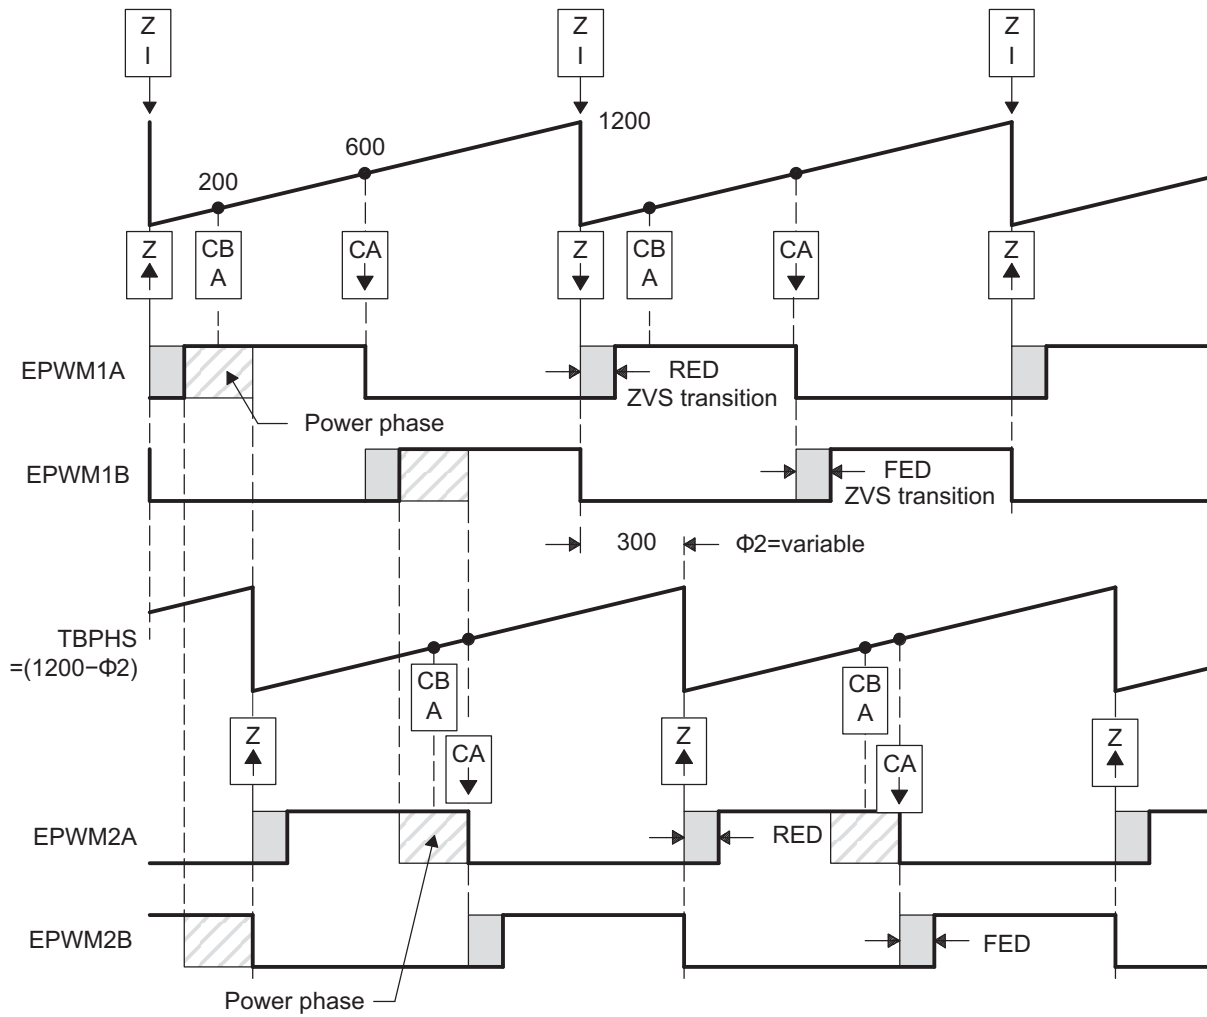 Z
I
Z
I
Z
I
1200
600
200
Z
CB
A
CA
Z
CB
A
CA
Z
EPWM1A
RED
ZVS transition
Power phase
EPWM1B
FED
ZVS transition
300
Φ2=variable
TBPHS
=(1200−Φ2)
CB
A
CB
A
Z
CA
Z
CA
Z
EPWM2A
RED
EPWM2B
FED
Power phase